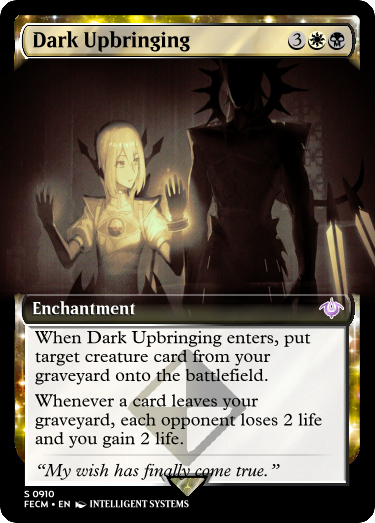 Dark Upbringing 3
Enchantment
When Dark Upbringing enters, put
target creature card from your
graveyard onto the battlefield.
Whenever a card leaves your
graveyard, each opponent loses 2 life
and you gain 2 life.
“My wish has finally come true.”
S 0910
FECM • EN INTELLIGENT SYSTEMS